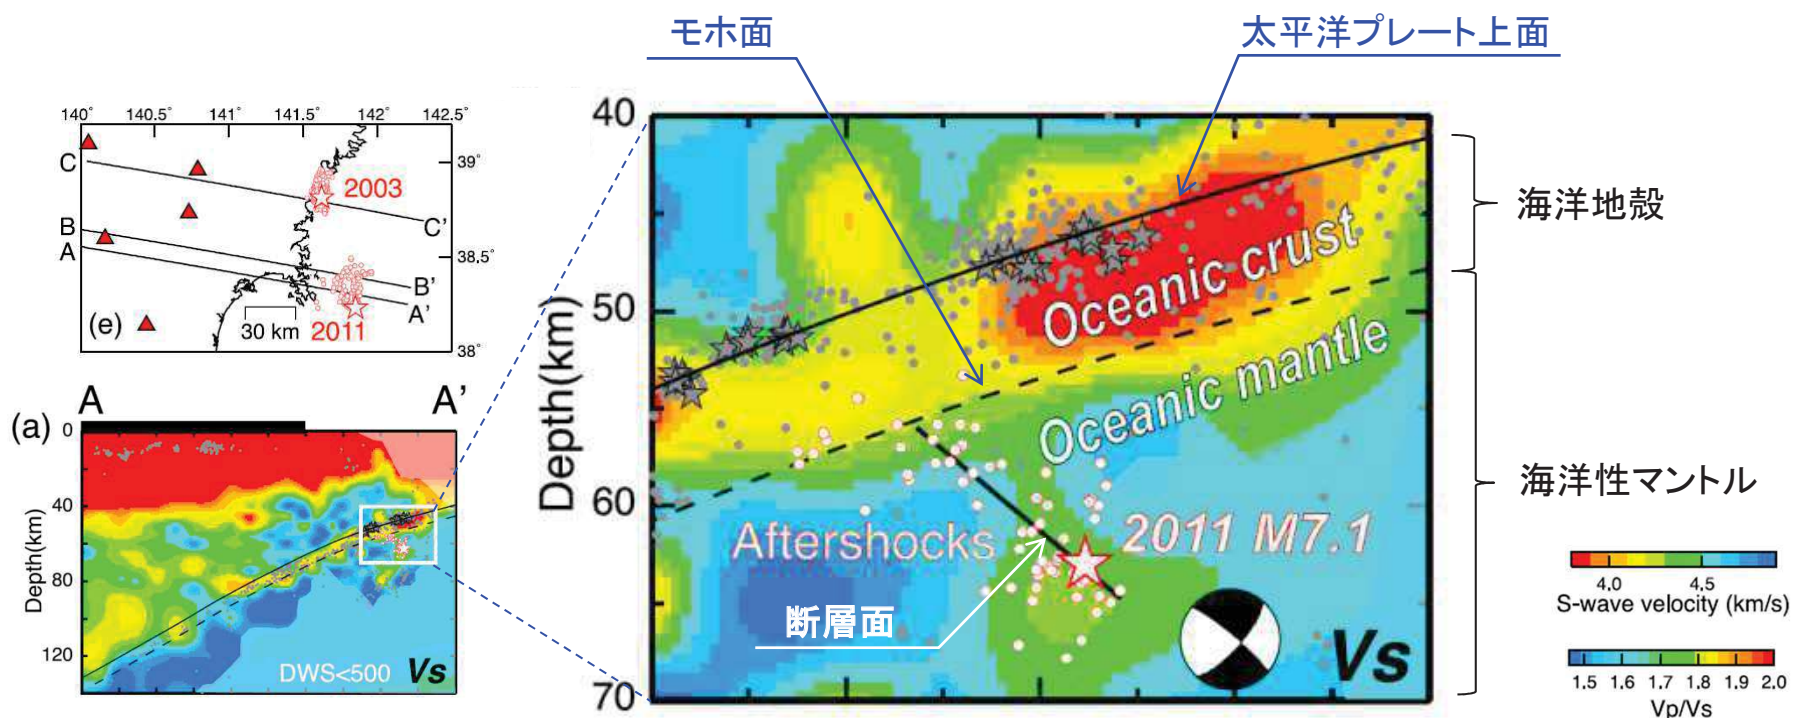 モホ面
太平洋プレート上面
140° 140.5° 141° 141.5° 142° 142.5°
C
39°
2003
C'
B
A
38.5°
B'
A'
(e)
30 km
2011
38°
A
A'
(a)
0
40
80
120
Depth(km)
DWS<500
Vs
40
50
60
70
Depth(km)
Oceanic crust
Oceanic mantle
Aftershocks
2011 M7.1
断層面
Vs
海洋地殻
海洋性マントル
4.0 4.5
S-wave velocity (km/s)
1.5 1.6 1.7 1.8 1.9 2.0
Vp/Vs